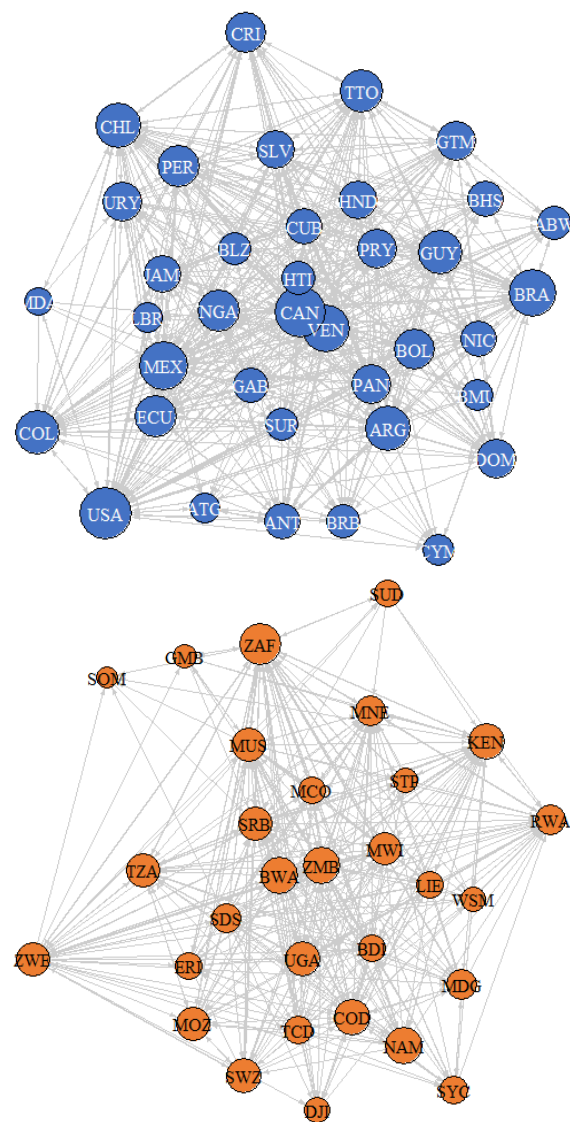 CRI
TTO
CHL
GTM
SLV
PER
URY
HND
BHS
ABW
CUB
BLZ
PRY
GUY
JAM
HTI
BRA
MDA
NGA
CAN
LBR
VEN
NIC
BOL
MEX
GAB
PAN
BMU
ECU
SUR
ARG
COL
DOM
USA
ATG
ANT
BRB
CYM
SUD
ZAF
GMB
SOM
MNE
MUS
KEN
STP
MCO
SRB
RWA
MWI
ZMB
TZA
BWA
LIE
WSM
SDS
BDI
ZWE
UGA
ERI
MDG
COD
MOZ
TCD
NAM
SWZ
SYC
DJI